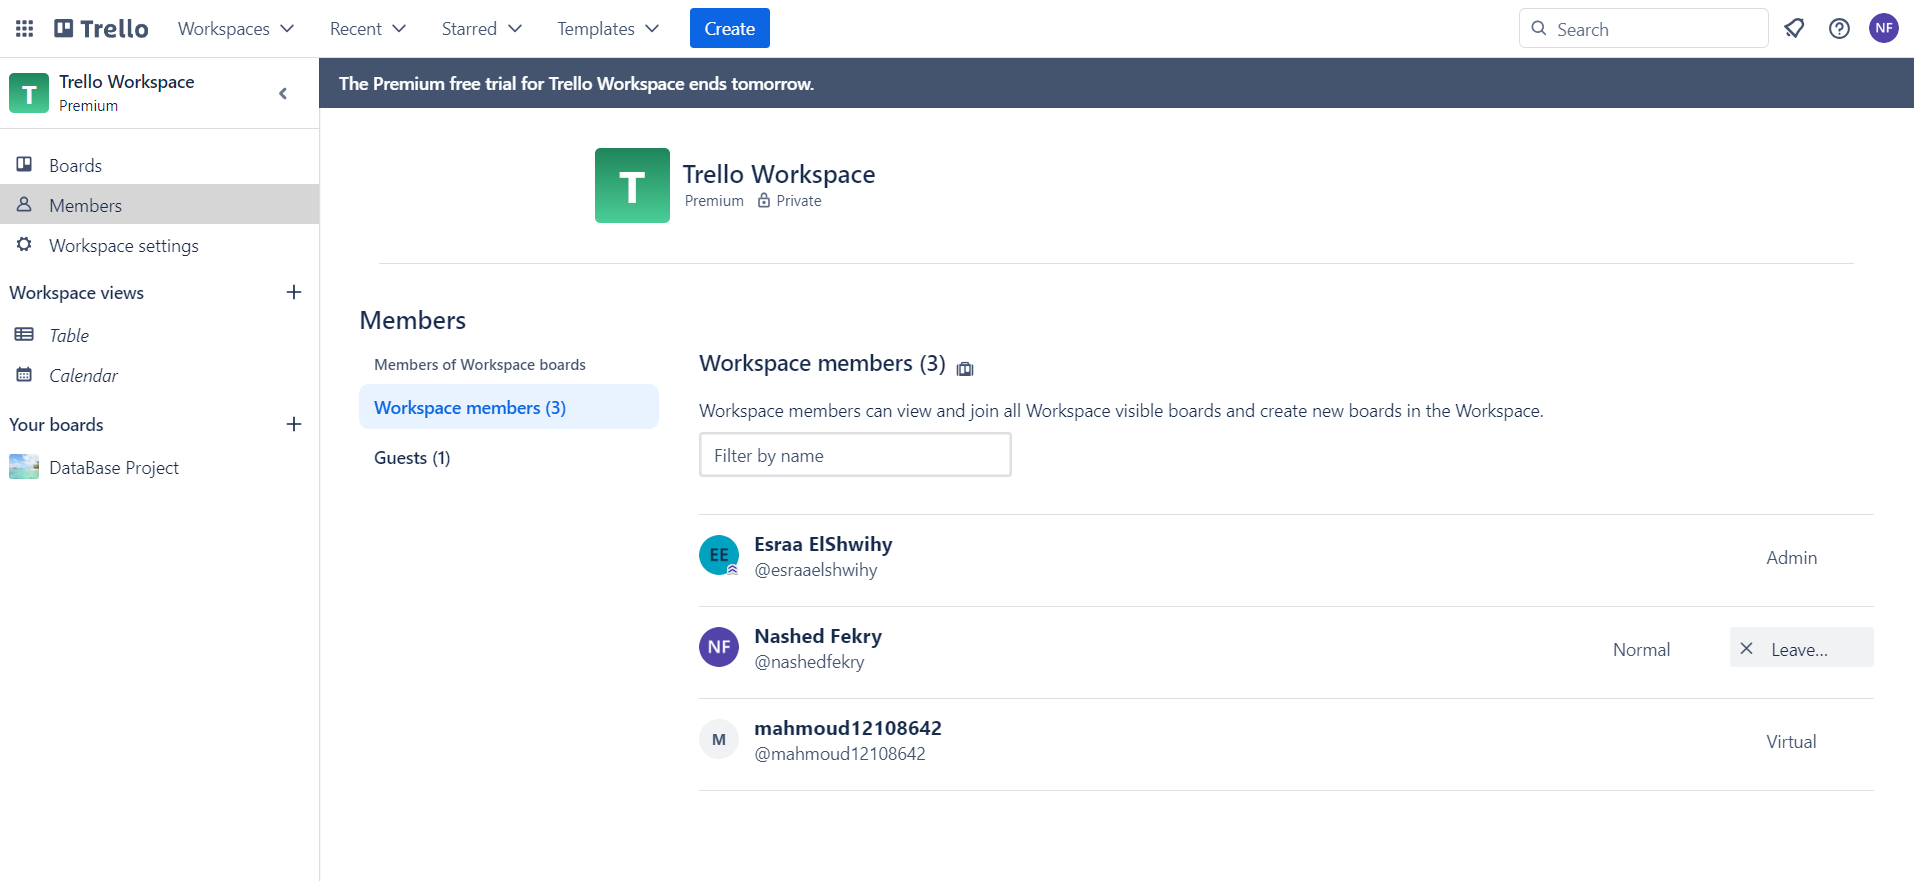 Trello
Workspaces
Recent
Starred
Templates
Create
Search
NF
T
Trello Workspace
Premium
The Premium free trial for Trello Workspace ends tomorrow.
Boards
Members
Workspace settings
Workspace views
Table
Calendar
Your boards
DataBase Project
T
Trello Workspace
Premium
Private
Members
Members of Workspace boards
Workspace members (3)
Guests (1)
Workspace members (3)
Workspace members can view and join all Workspace visible boards and create new boards in the Workspace.
Filter by name
EE
Esraa ElShwihy
@esraaelshwihy
Admin
NF
Nashed Fekry
@nashedfekry
Normal
Leave...
M
mahmoud12108642
@mahmoud12108642
Virtual